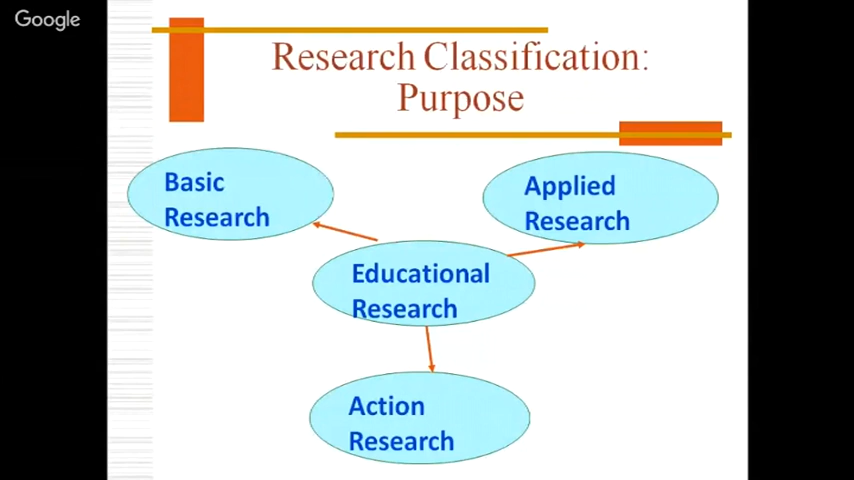 Google
Research Classification:
Purpose
Basic
Research
Applied
Research
Educational
Research
Action
Research